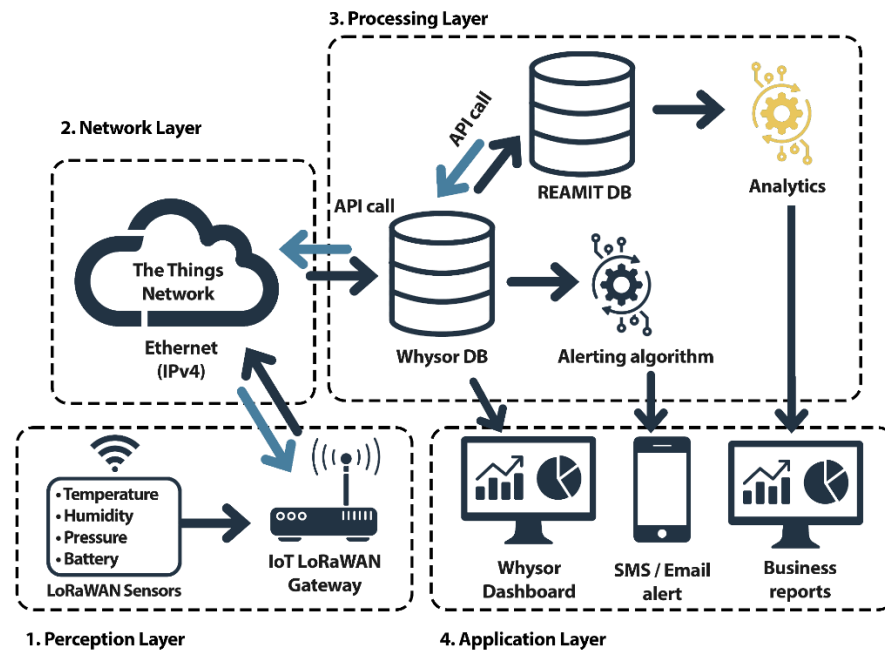 3. Processing Layer
2. Network Layer
API call
REAMIT DB
Analytics
API call
The Things
Network
Ethernet
(IPv4)
Whysor DB
Alerting algorithm
• Temperature
• Humidity
• Pressure
• Battery
LoRaWAN Sensors
IoT LoRaWAN
Gateway
Whysor
Dashboard
SMS / Email
alert
Business
reports
1. Perception Layer
4. Application Layer